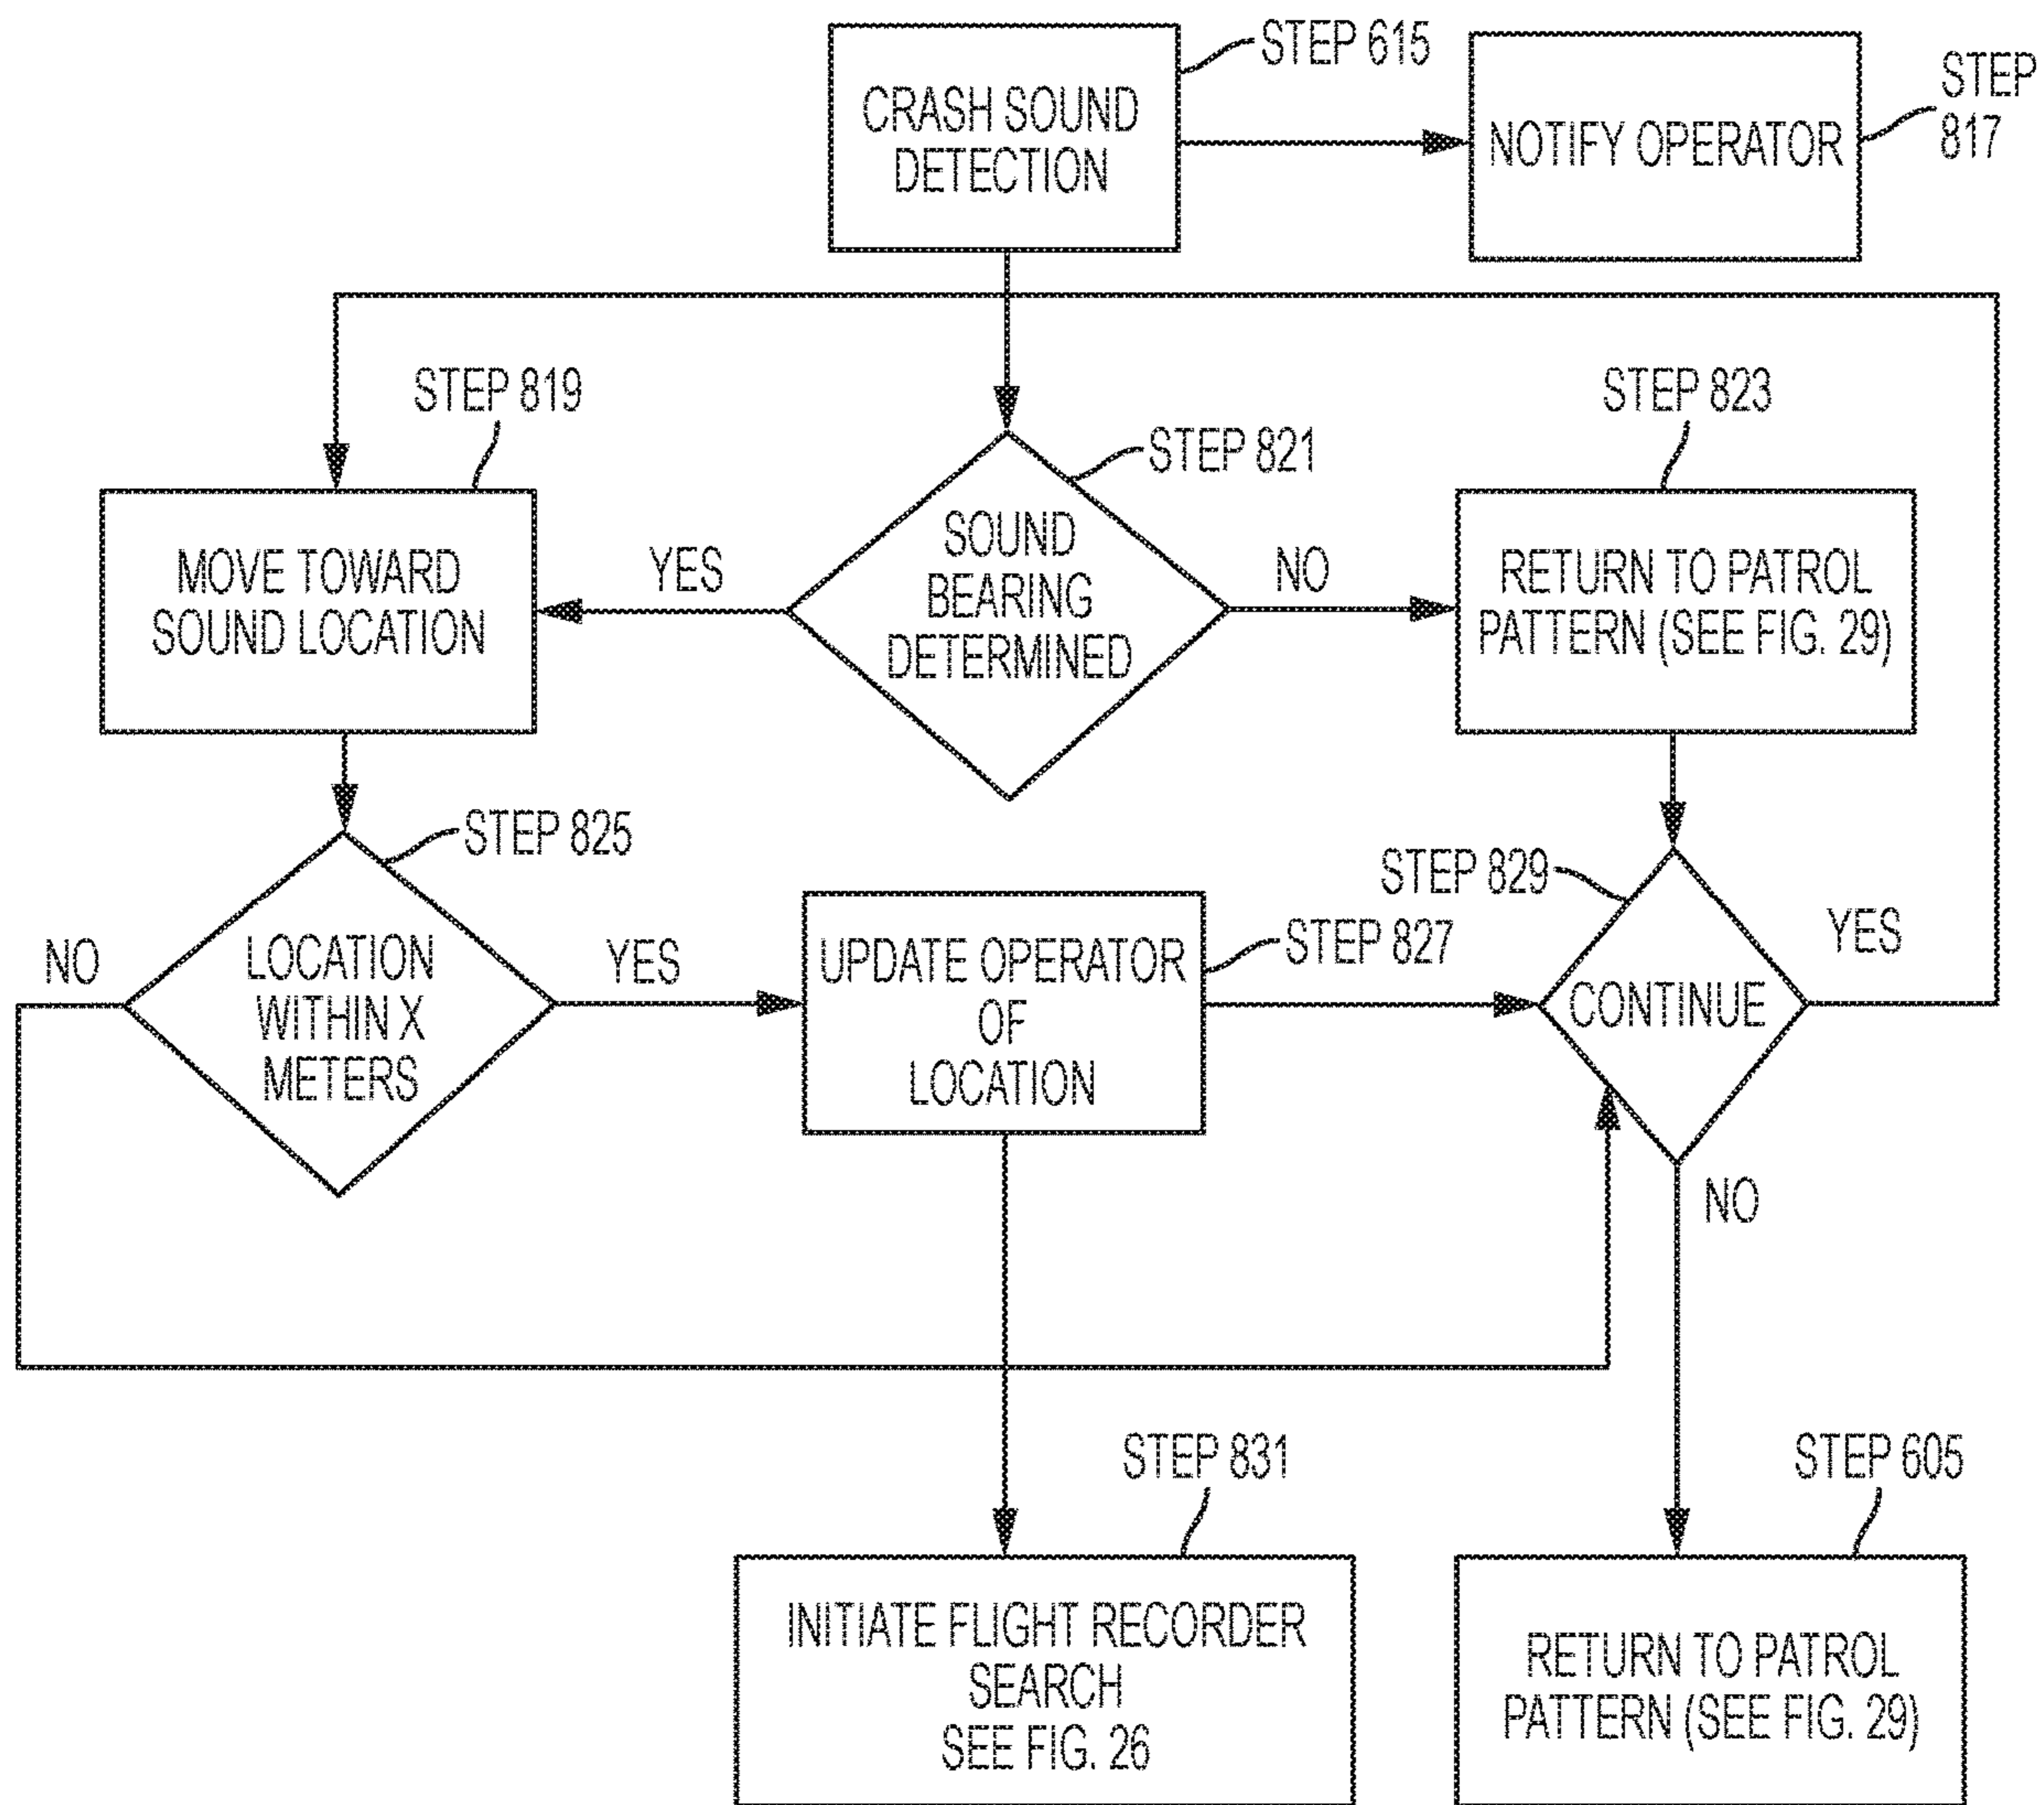 STEP 615
CRASH SOUND
DETECTION
NOTIFY OPERATOR
STEP
817
STEP 819
MOVE TOWARD
SOUND LOCATION
YES
STEP 821
SOUND
BEARING
DETERMINED
NO
STEP 823
RETURN TO PATROL
PATTERN (SEE FIG. 29)
STEP 825
NO
LOCATION
WITHIN X
METERS
YES
UPDATE OPERATOR
OF
LOCATION
STEP 827
STEP 829
CONTINUE
YES
NO
STEP 831
INITIATE FLIGHT RECORDER
SEARCH
SEE FIG. 26
STEP 605
RETURN TO PATROL
PATTERN (SEE FIG. 29)